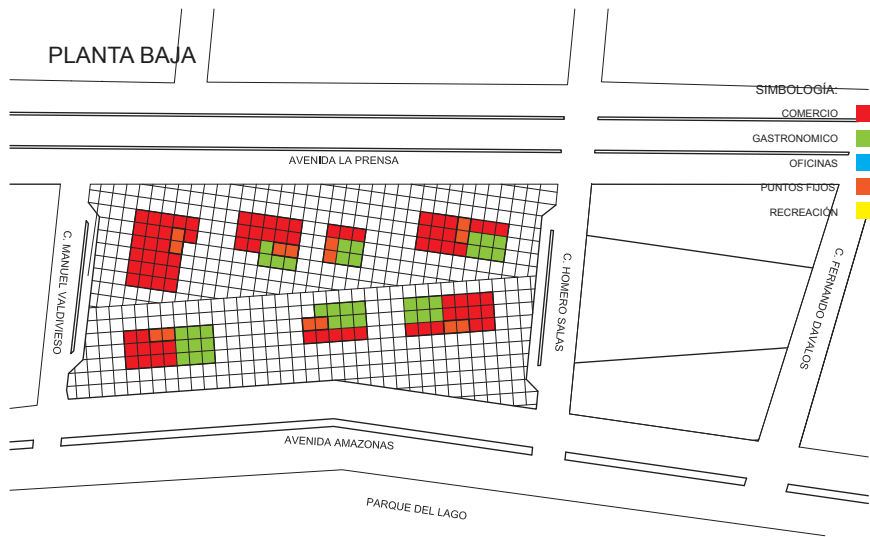 PLANTA BAJA
SIMBOLOGÍA:
COMERCIO
GASTRONOMICO
OFICINAS
PUNTOS FIJOS
RECREACIÓN
AVENIDA LA PRENSA
C. MANUEL VALDIVIESO
C. HOMERO SALAS
C. FERNANDO DAVALOS
AVENIDA AMAZONAS
PARQUE DEL LAGO